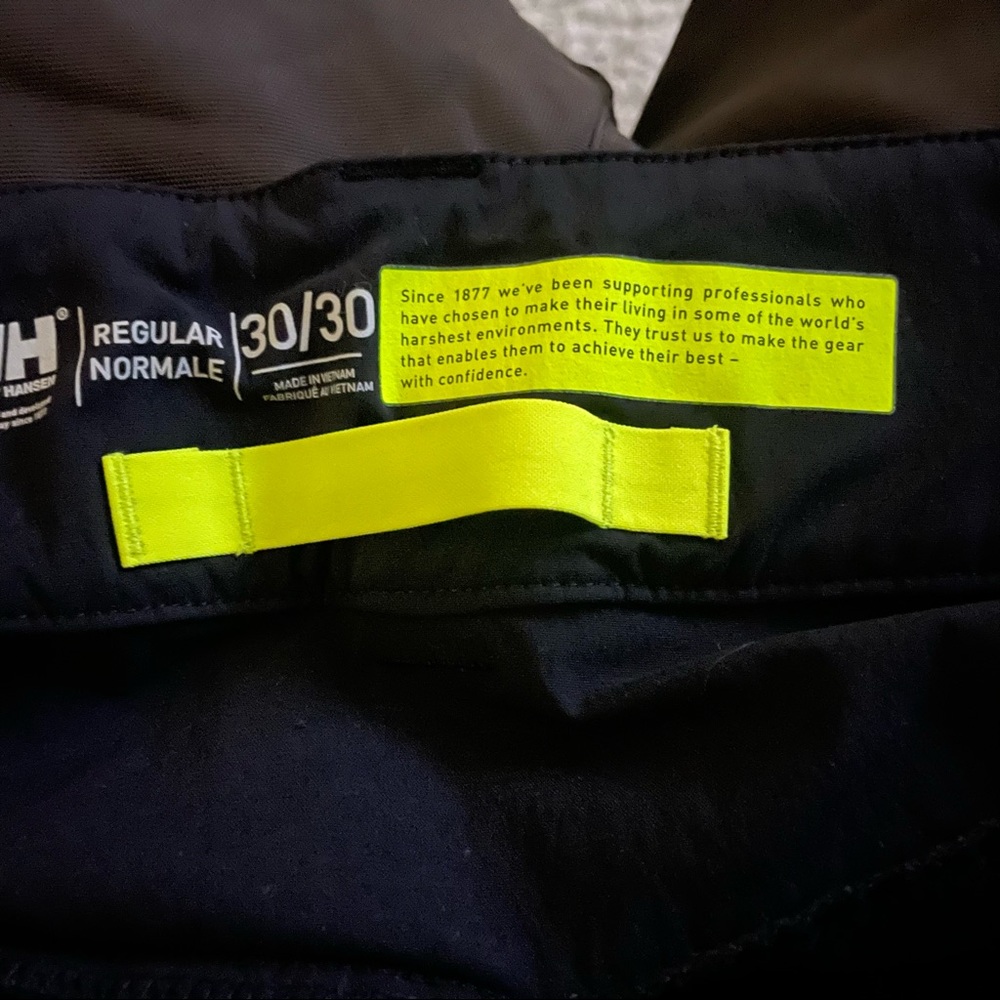 H®
HANSEN
REGULAR
NORMALE
30/30
MADE IN VIETNAM
FABRIQUÉ AU VIETNAM
Since 1877 we've been supporting professionals who
have chosen to make their living in some of the world's
harshest environments. They trust us to make the gear
that enables them to achieve their best –
with confidence.